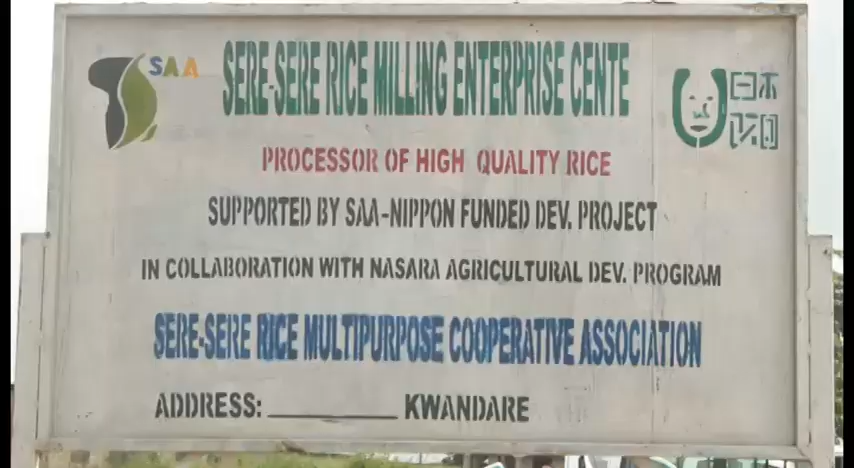 SAA
SERE-SERE RICE MILLING ENTERPRISE CENTE
PROCESSOR OF HIGH QUALITY RICE
SUPPORTED BY SAA-NIPPON FUNDED DEV. PROJECT
IN COLLABORATION WITH NASARA AGRICULTURAL DEV. PROGRAM
SERE-SERE RICE MULTIPURPOSE COOPERATIVE ASSOCIATION
ADDRESS: __________ KWANDARE